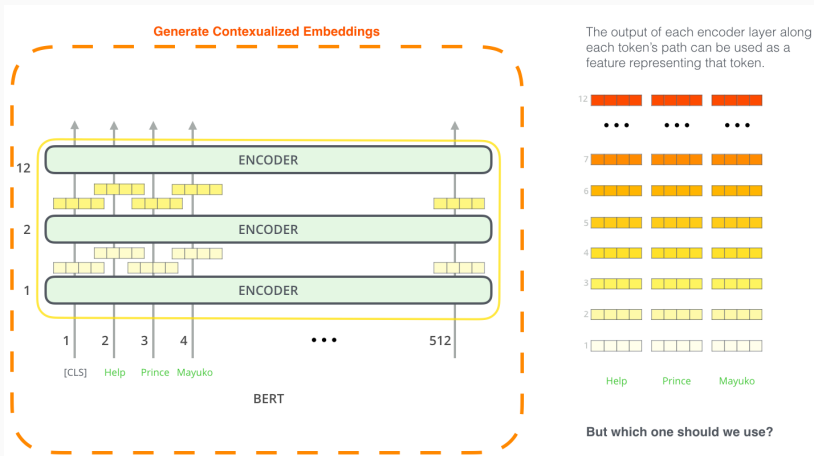 Generate Contexualized Embeddings
The output of each encoder layer along
each token's path can be used as a
feature representing that token.
12
ENCODER
2
ENCODER
1
ENCODER
1
2
3
4
•••
512
[CLS]
Help
Prince
Mayuko
BERT
12
•••
•••
•••
7
6
5
4
3
2
1
Help
Prince
Mayuko
But which one should we use?